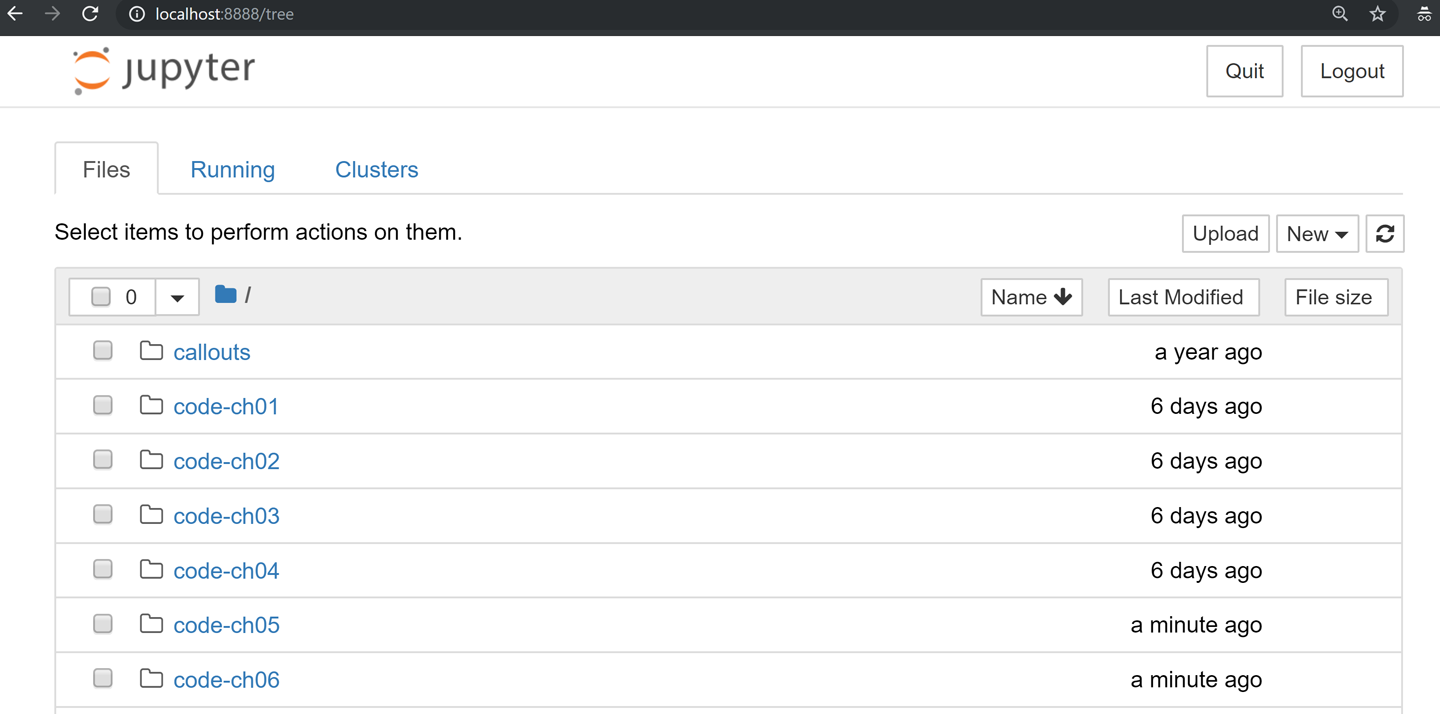 localhost:8888/tree
jupyter
Quit Logout
Files Running Clusters
Select items to perform actions on them.
Upload New
0 / Name Last Modified File size
callouts a year ago
code-ch01 6 days ago
code-ch02 6 days ago
code-ch03 6 days ago
code-ch04 6 days ago
code-ch05 a minute ago
code-ch06 a minute ago